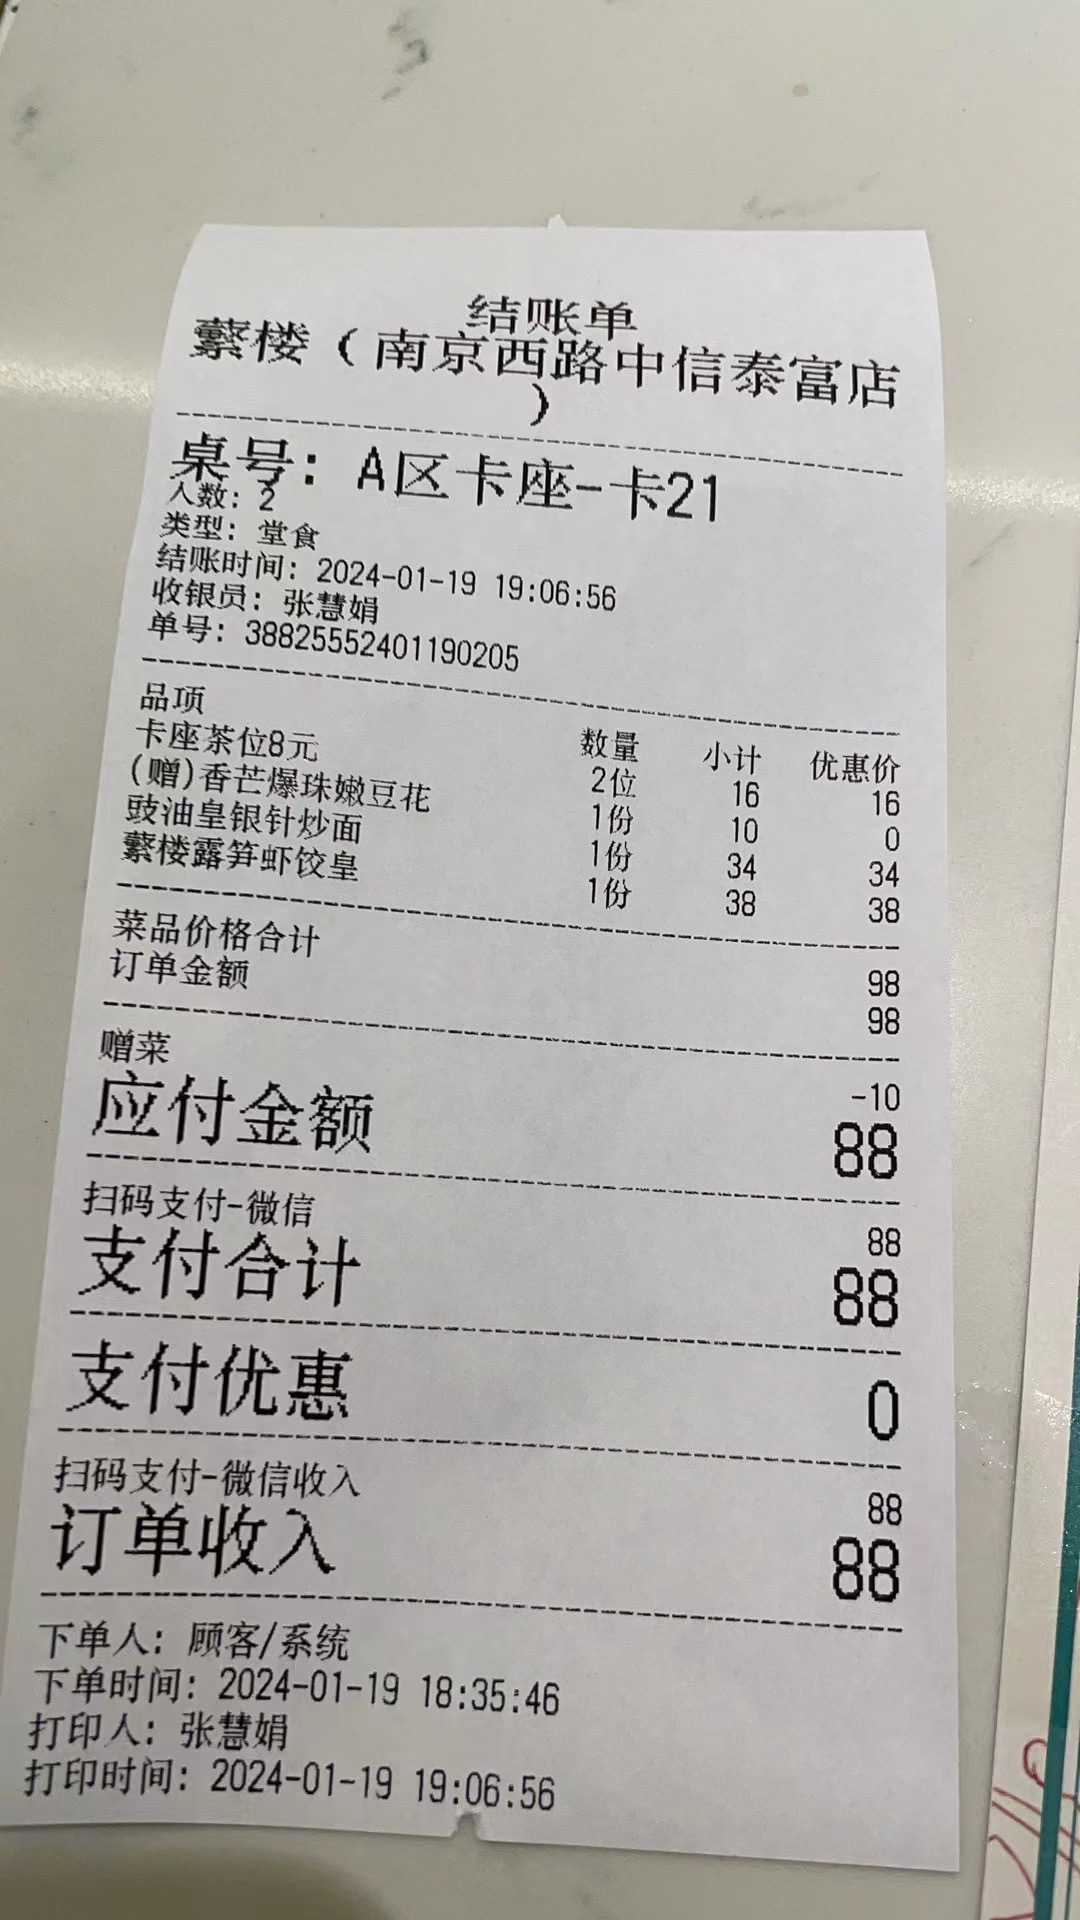 结账单
蘩楼（南京西路中信泰富店
）
桌号：A区卡座-卡21
人数：2
类型：堂食
结账时间：2024-01-19 19:06:56
收银员：张慧娟
单号：38825552401190205
品项 数量 小计 优惠价
卡座茶位8元 2位 16 16
(赠)香芒爆珠嫩豆花 1份 10 0
豉油皇银针炒面 1份 34 34
蘩楼露笋虾饺皇 1份 38 38
菜品价格合计 98
订单金额 98
赠菜 -10
应付金额 88
扫码支付-微信 88
支付合计 88
支付优惠 0
扫码支付-微信收入 88
订单收入 88
下单人：顾客/系统
下单时间：2024-01-19 18:35:46
打印人：张慧娟
打印时间：2024-01-19 19:06:56